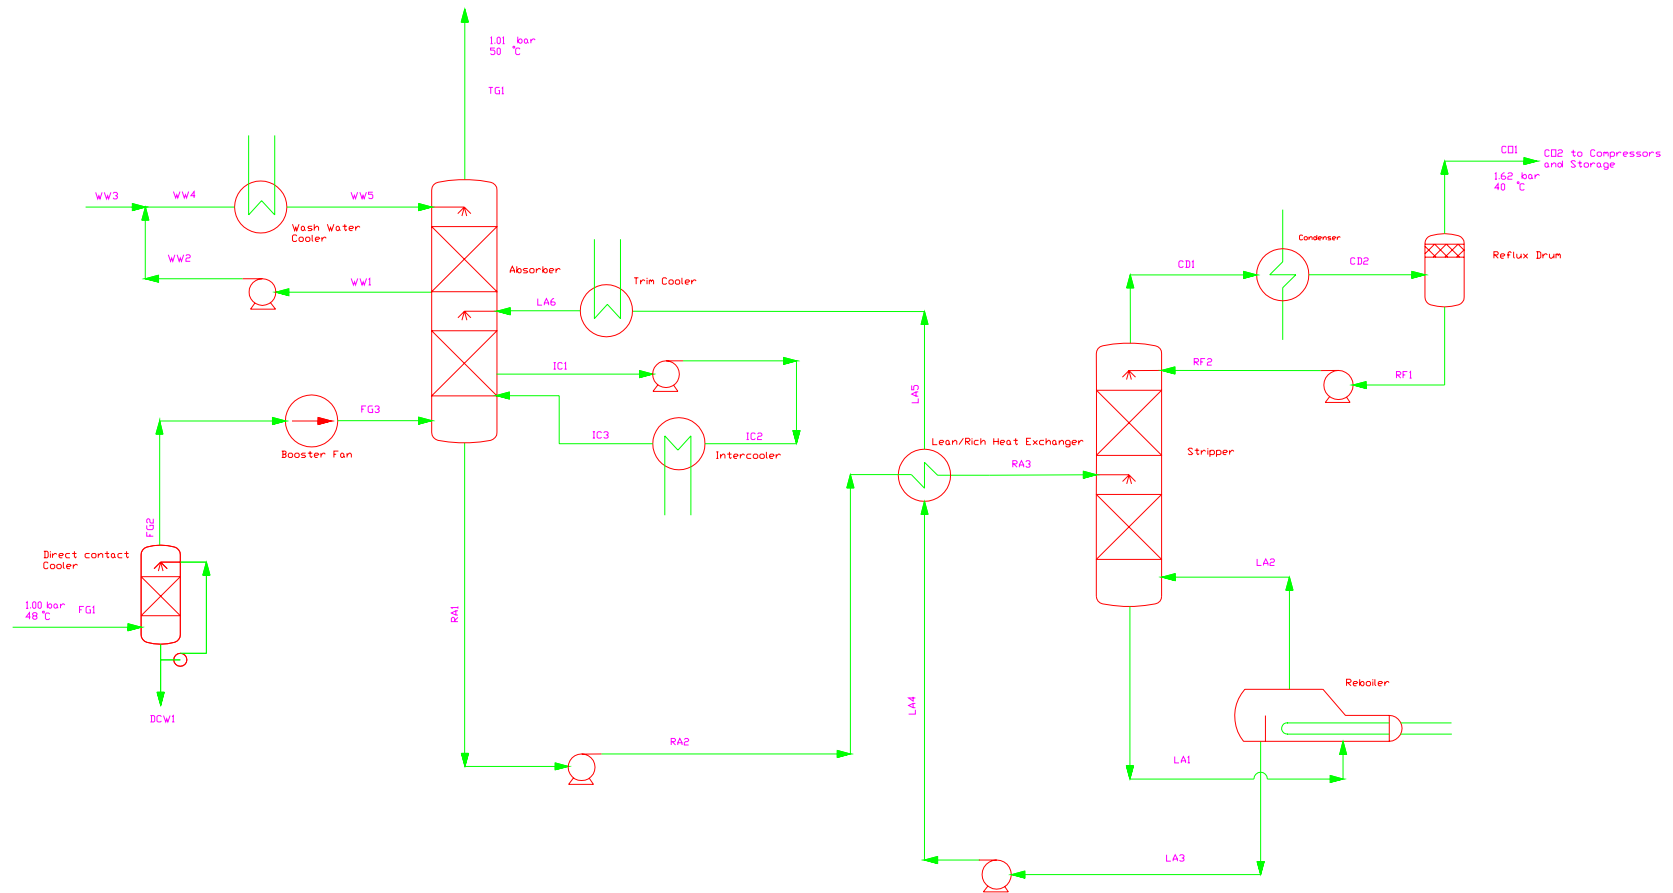 1.01 bar
50 °C
TG1
CO1
CO2 to Compressors
and Storage
1.62 bar
40 °C
WW3
WW4
WW5
Wash Water
Cooler
WW2
WW1
Absorber
Trim Cooler
LA6
Condenser
CD1
CD2
Reflux Drum
IC1
RF2
RF1
LA5
FG3
Booster Fan
IC3
IC2
Intercooler
Lean/Rich Heat Exchanger
RA3
Stripper
FG2
Direct contact
Cooler
1.00 bar
48 °C
FG1
LA2
RA1
Reboiler
LA4
DCW1
RA2
LA1
LA3